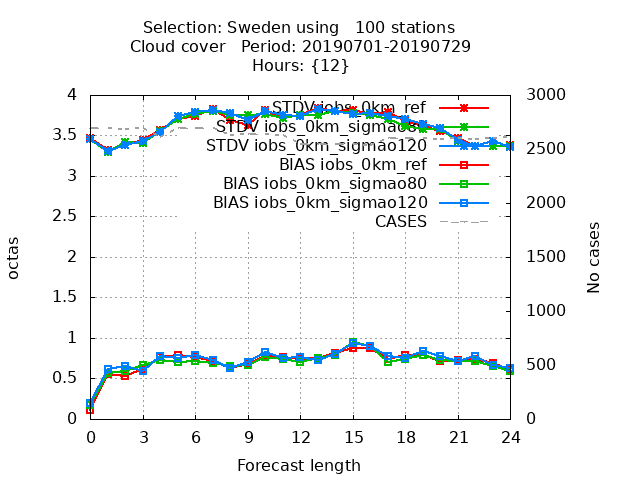 Selection: Sweden using   100 stations
Cloud cover   Period: 20190701-20190729
Hours: {12}
4
3.5
3
2.5
2
1.5
1
0.5
0
octas
3000
2500
2000
1500
1000
500
0
No cases
STDV iobs_0km_ref
STDV iobs_0km_sigmao80
STDV iobs_0km_sigmao120
BIAS iobs_0km_ref
BIAS iobs_0km_sigmao80
BIAS iobs_0km_sigmao120
CASES
0 3 6 9 12 15 18 21 24
Forecast length